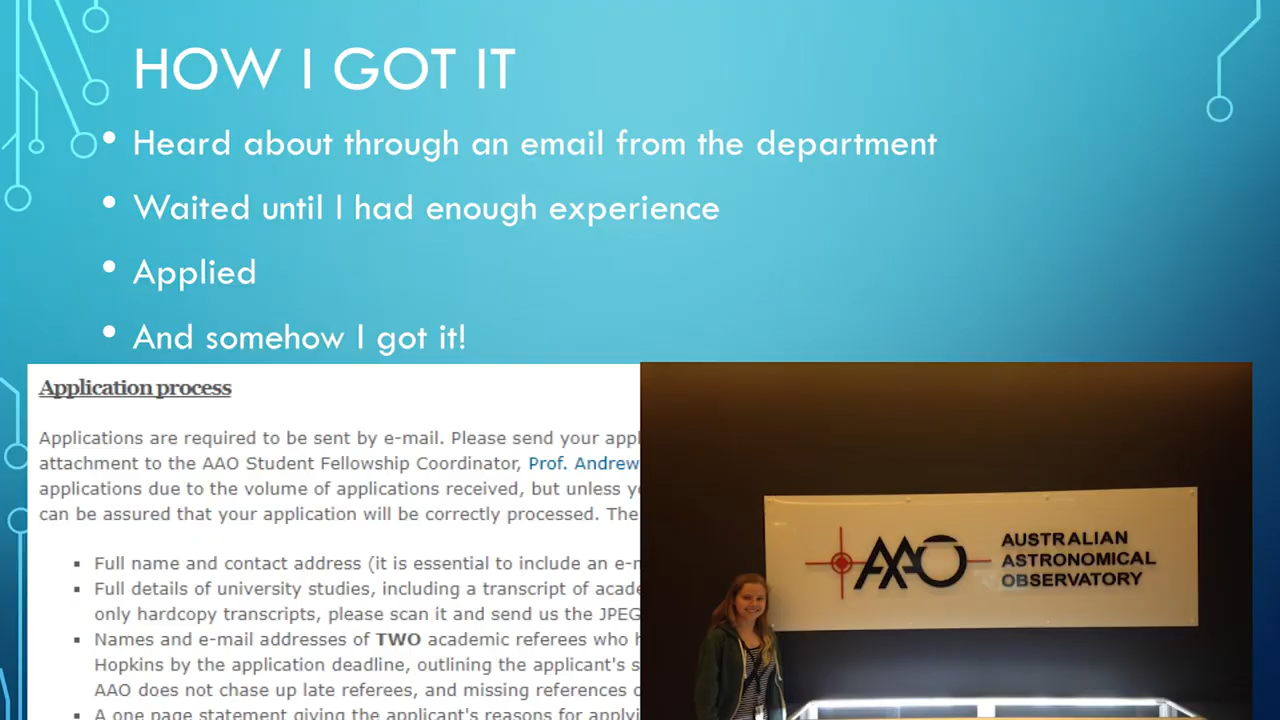 HOW I GOT IT
• Heard about through an email from the department
• Waited until I had enough experience
• Applied
• And somehow I got it!
Application process
Applications are required to be sent by e-mail. Please send your
attachment to the AAO Student Fellowship Coordinator, Prof. Andrew
applications due to the volume of applications received, but unless
can be assured that your application will be correctly processed. The
▪ Full name and contact address (it is essential to include an
▪ Full details of university studies, including a transcript of
only hardcopy transcripts, please scan it and send us the JPEG
▪ Names and e-mail addresses of TWO academic referees who
Hopkins by the application deadline, outlining the applicant's
AAO does not chase up late referees, and missing references
▪ A one page statement giving the applicant's reasons for
AAO
AUSTRALIAN
ASTRONOMICAL
OBSERVATORY